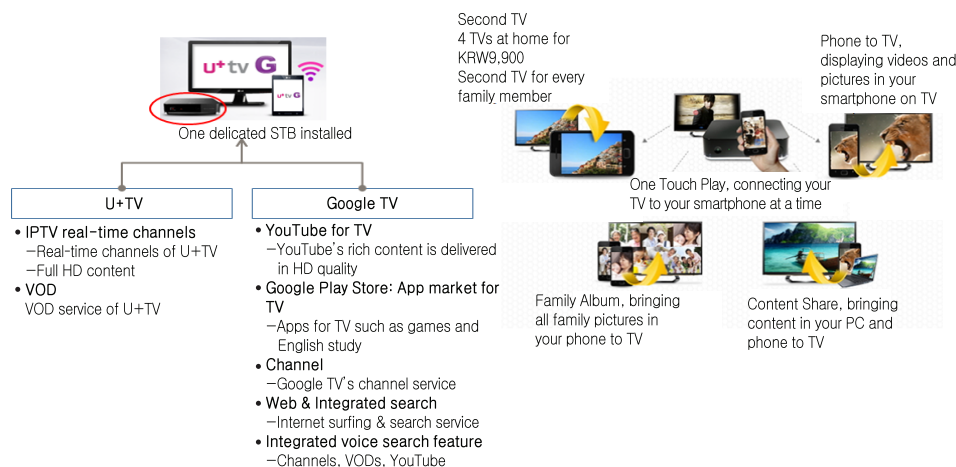 u+ tv G
u+ tv G
One delicated STB installed
U+TV
• IPTV real-time channels
–Real-time channels of U+TV
–Full HD content
• VOD
VOD service of U+TV
Google TV
• YouTube for TV
–YouTube's rich content is delivered
in HD quality
• Google Play Store: App market for
TV
–Apps for TV such as games and
English study
• Channel
–Google TV's channel service
• Web & Integrated search
–Internet surfing & search service
• Integrated voice search feature
–Channels, VODs, YouTube
Second TV
4 TVs at home for
KRW9,900
Second TV for every
family member
Phone to TV,
displaying videos and
pictures in your
smartphone on TV
One Touch Play, connecting your
TV to your smartphone at a time
Family Album, bringing
all family pictures in
your phone to TV
Content Share, bringing
content in your PC and
phone to TV